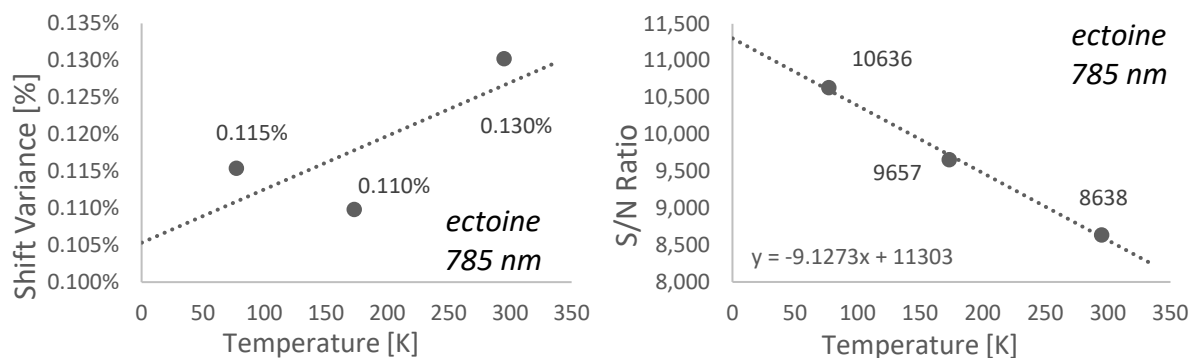 Shift Variance [%]
0.135%
0.130%
0.125%
0.120%
0.115%
0.110%
0.105%
0.100%
0.115%
0.110%
0.130%
ectoine
785 nm
0 50 100 150 200 250 300 350
Temperature [K]
S/N Ratio
11,500
11,000
10,500
10,000
9,500
9,000
8,500
8,000
ectoine
785 nm
10636
9657
8638
y = -9.1273x + 11303
0 50 100 150 200 250 300 350
Temperature [K]